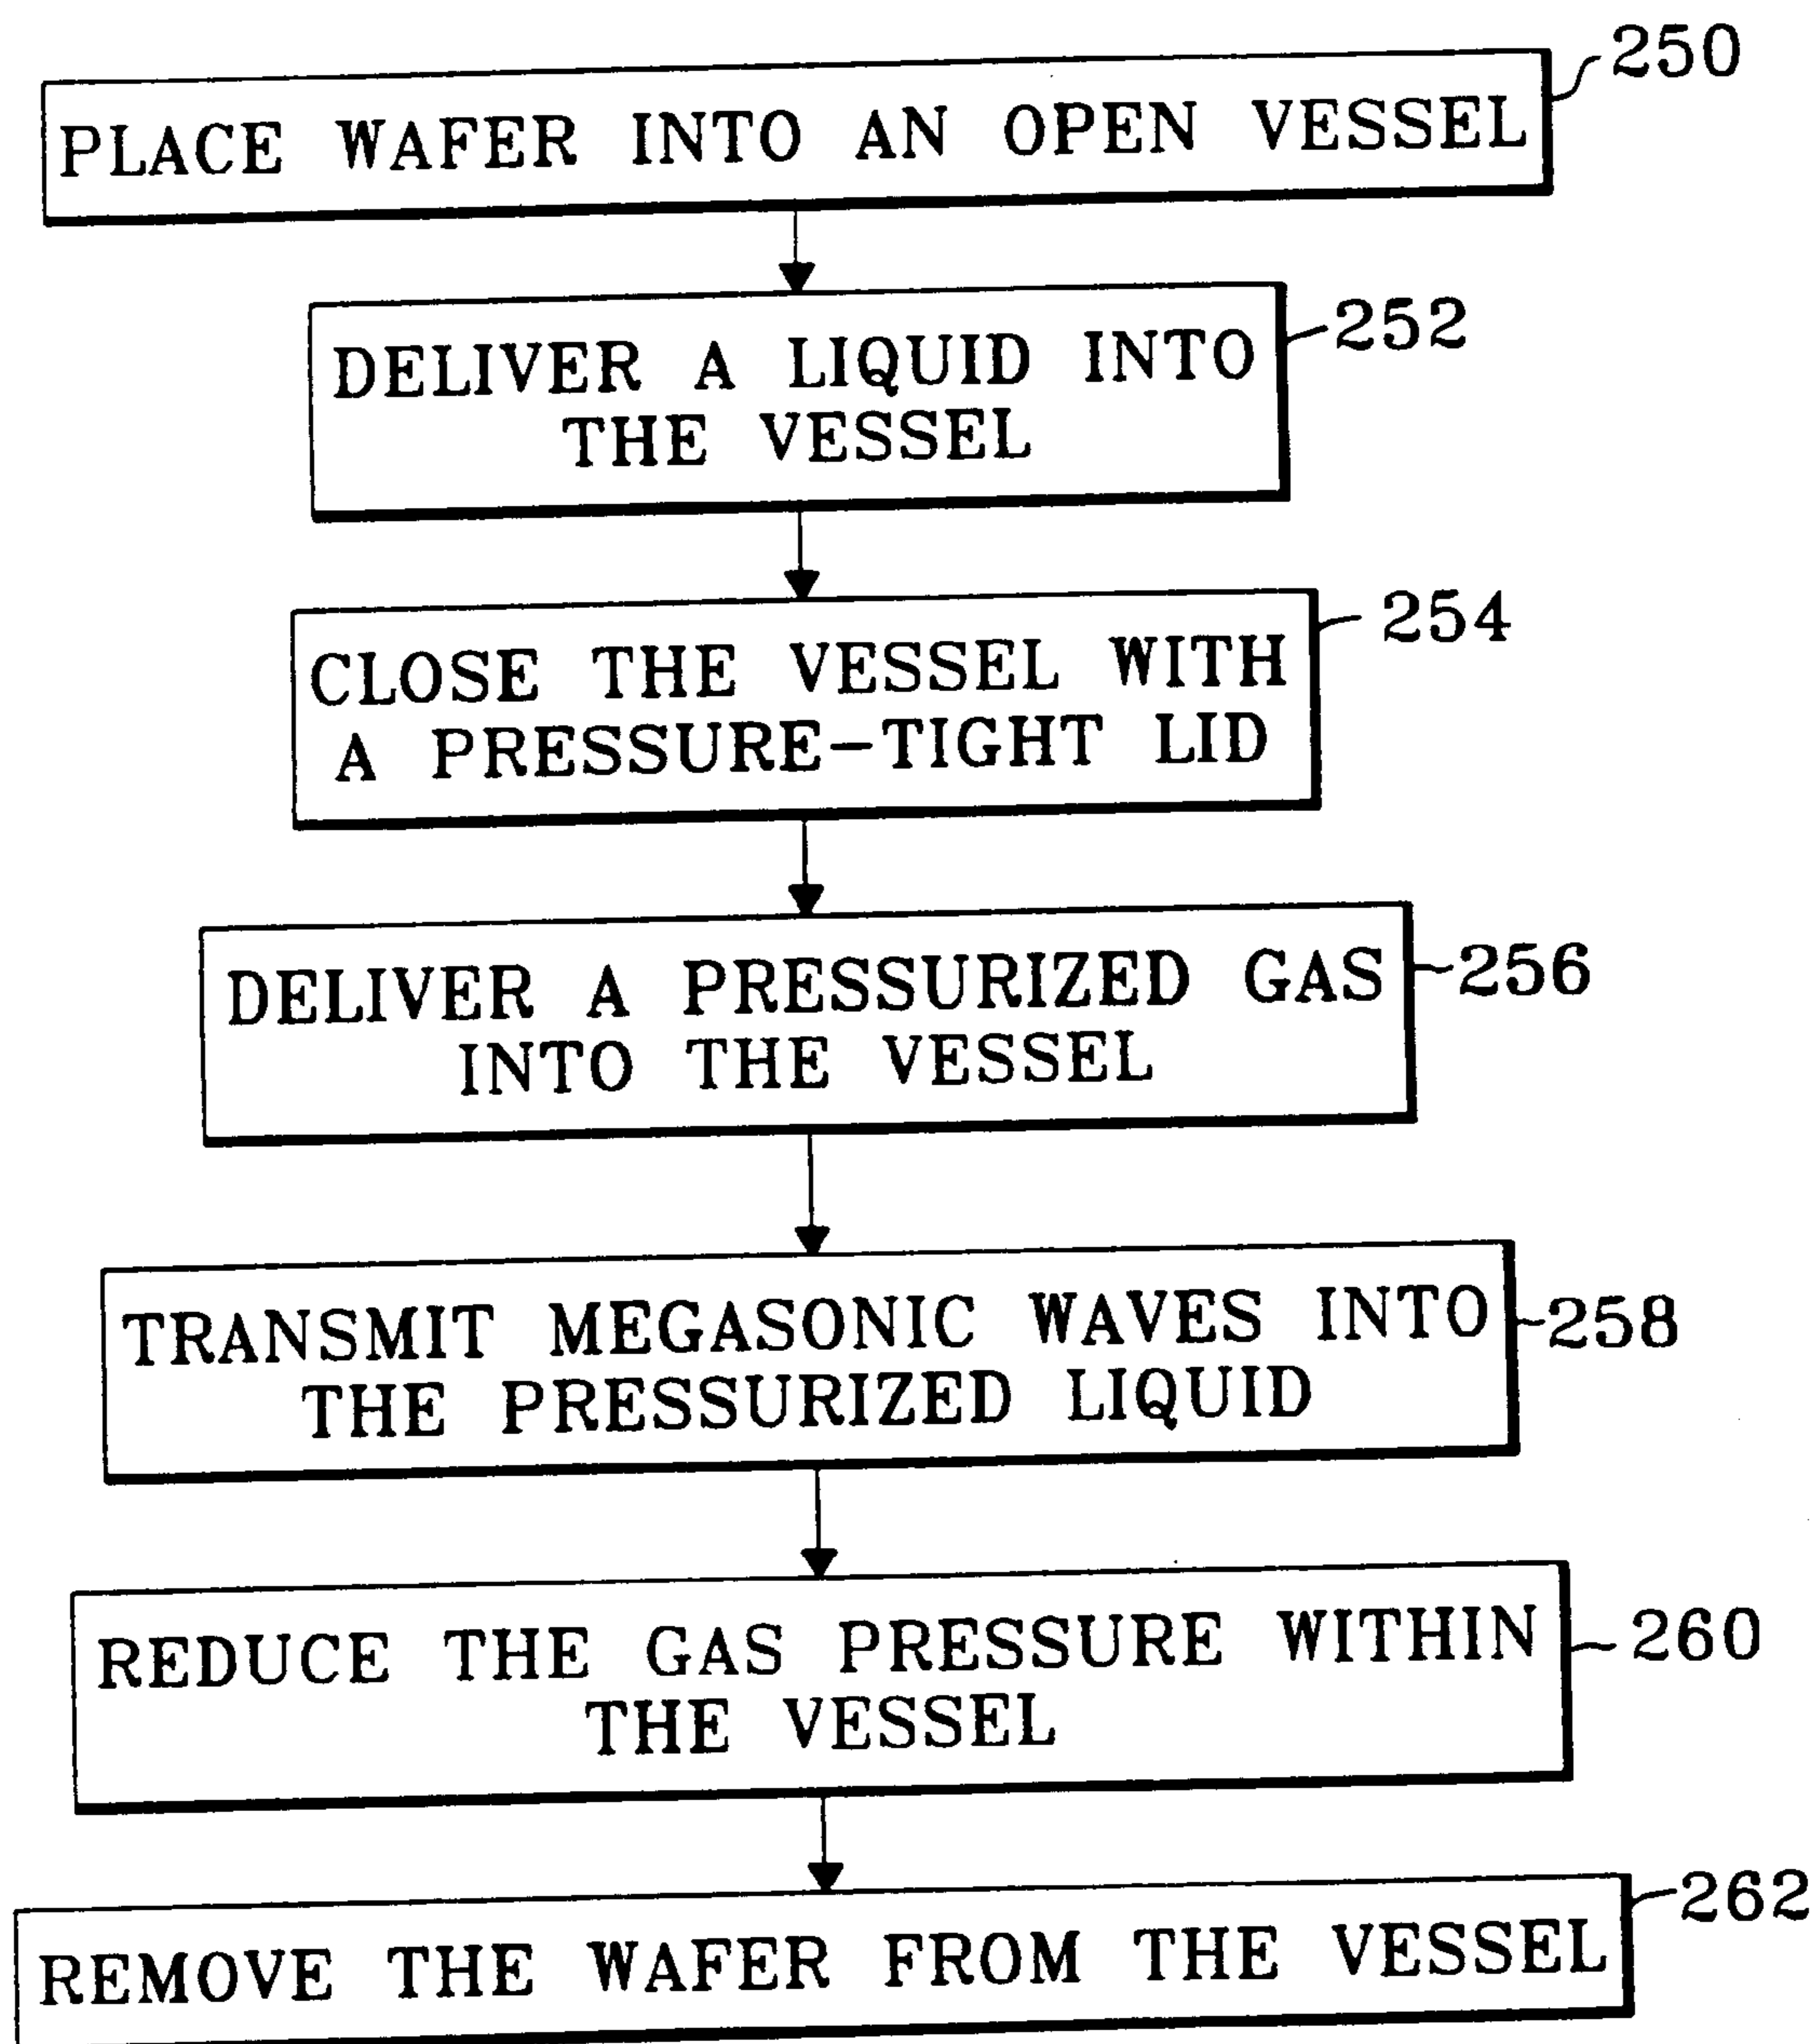 250
PLACE WAFER INTO AN OPEN VESSEL
252
DELIVER A LIQUID INTO
THE VESSEL
254
CLOSE THE VESSEL WITH
A PRESSURE-TIGHT LID
256
DELIVER A PRESSURIZED GAS
INTO THE VESSEL
258
TRANSMIT MEGASONIC WAVES INTO
THE PRESSURIZED LIQUID
260
REDUCE THE GAS PRESSURE WITHIN
THE VESSEL
262
REMOVE THE WAFER FROM THE VESSEL